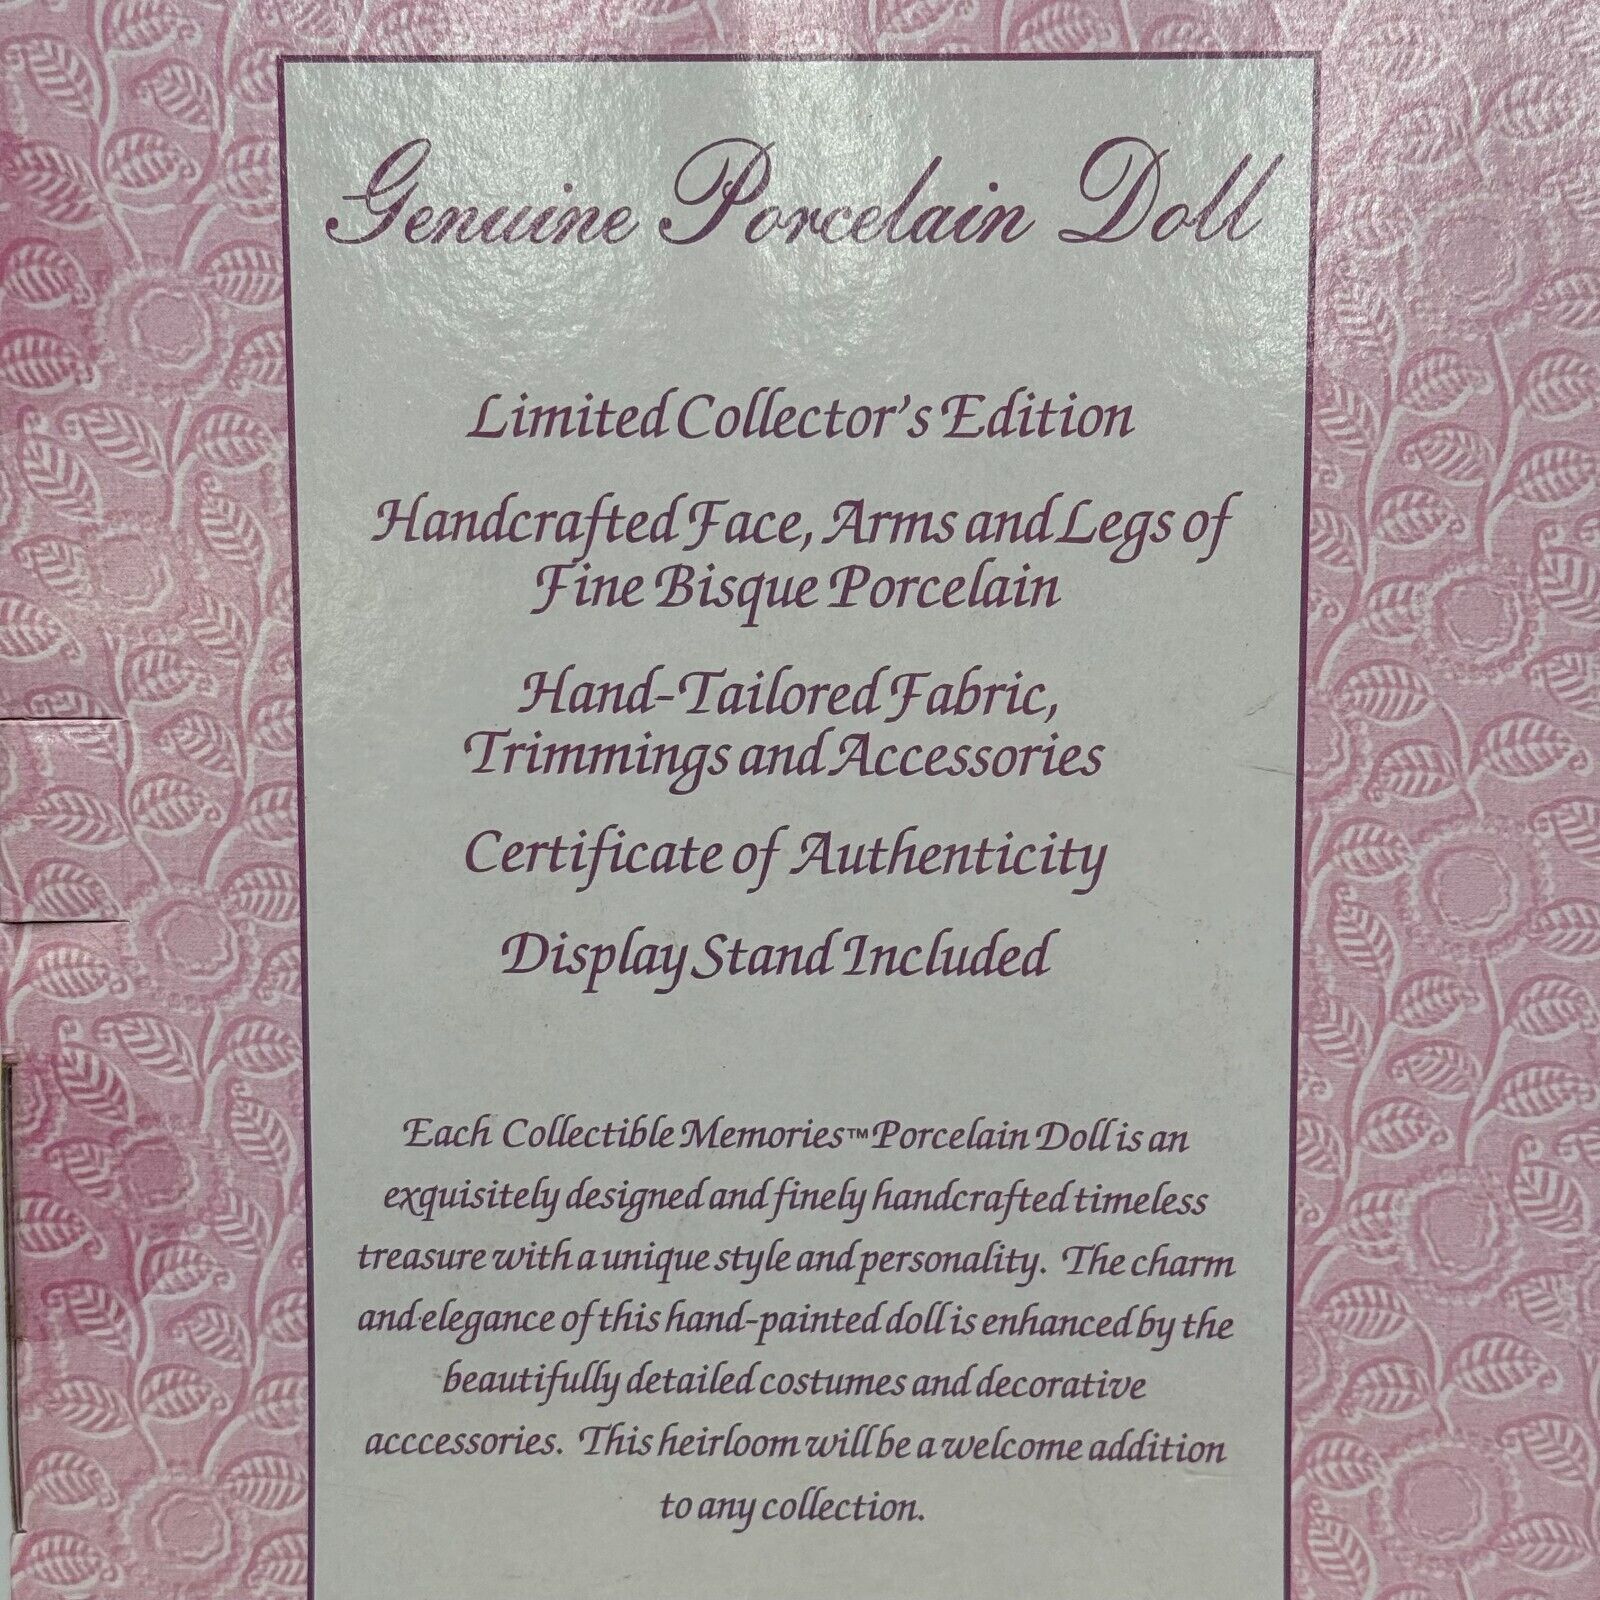 Genuine Porcelain Doll
Limited Collector's Edition
Handcrafted Face, Arms and Legs of
Fine Bisque Porcelain
Hand-Tailored Fabric,
Trimmings and Accessories
Certificate of Authenticity
Display Stand Included
Each Collectible Memories™ Porcelain Doll is an
exquisitely designed and finely handcrafted timeless
treasure with a unique style and personality. The charm
and elegance of this hand-painted doll is enhanced by the
beautifully detailed costumes and decorative
acccessories. This heirloom will be a welcome addition
to any collection.